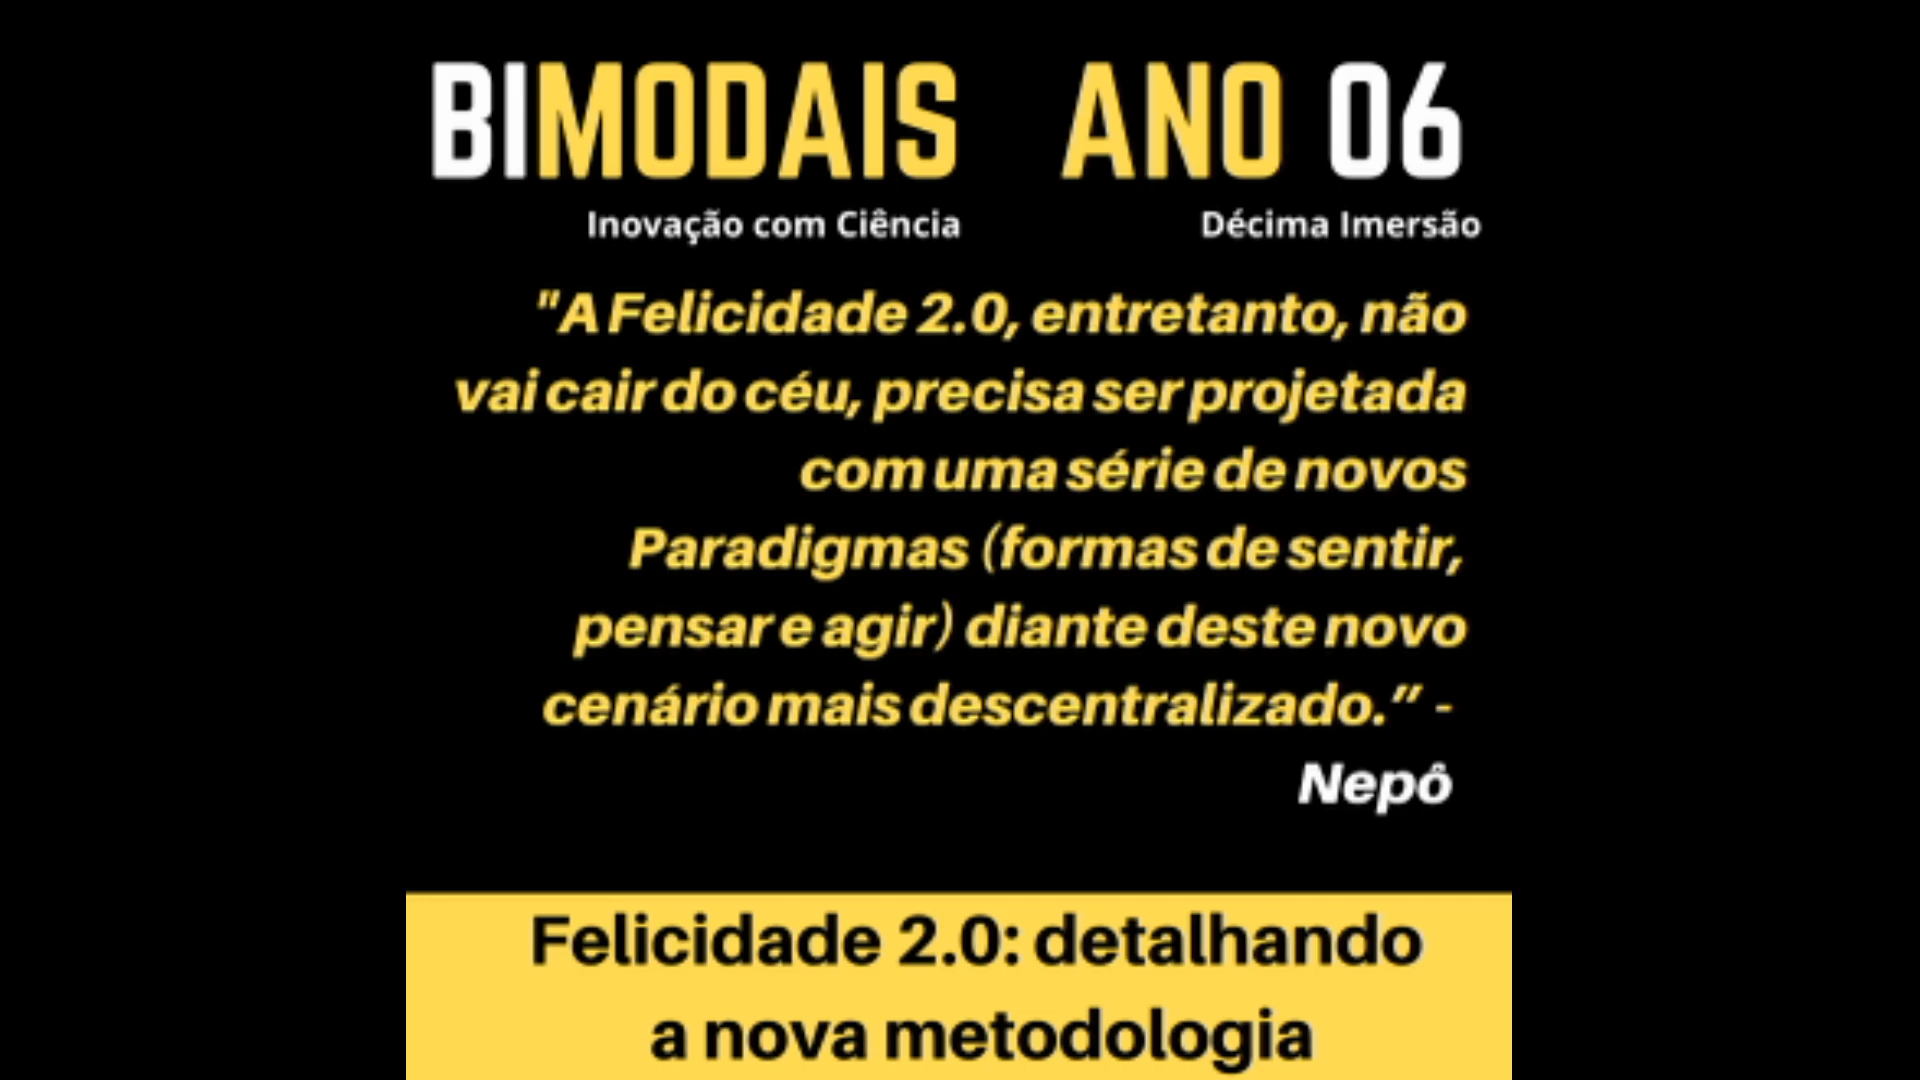 BIMODAIS ANO 06
Inovação com Ciência Décima Imersão
"A Felicidade 2.0, entretanto, não
vai cair do céu, precisa ser projetada
com uma série de novos
Paradigmas (formas de sentir,
pensar e agir) diante deste novo
cenário mais descentralizado.” -
Nepô
Felicidade 2.0: detalhando
a nova metodologia